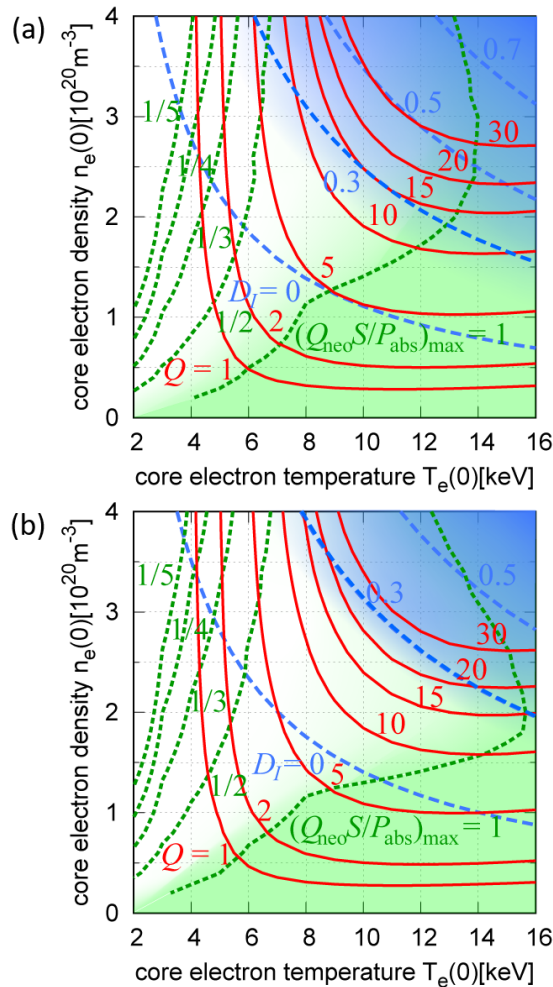 (a)
core electron density n_e(0)[10^20 m^-3]
4
3
2
1
0
1/5
1/4
1/3
1/2
0.7
0.5
0.3
30
20
15
10
5
2
D_I = 0
(Q_neo S/P_abs)_max = 1
Q = 1
2 4 6 8 10 12 14 16
core electron temperature T_e(0)[keV]
(b)
core electron density n_e(0)[10^20 m^-3]
4
3
2
1
0
1/5
1/4
1/3
1/2
0.5
0.3
30
20
15
10
5
2
D_I = 0
(Q_neo S/P_abs)_max = 1
Q = 1
2 4 6 8 10 12 14 16
core electron temperature T_e(0)[keV]